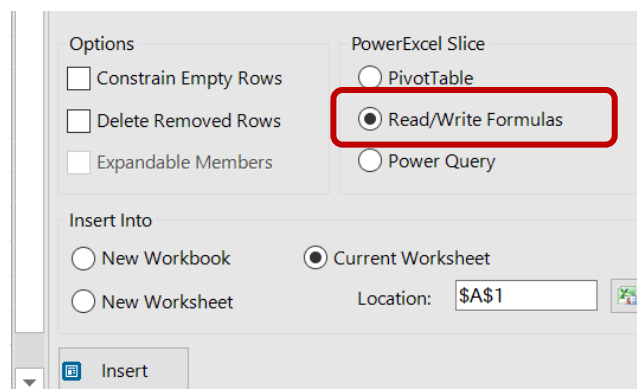 Options
Constrain Empty Rows
Delete Removed Rows
Expandable Members
PowerExcel Slice
PivotTable
Read/Write Formulas
Power Query
Insert Into
New Workbook
New Worksheet
Current Worksheet
Location: $A$1
Insert